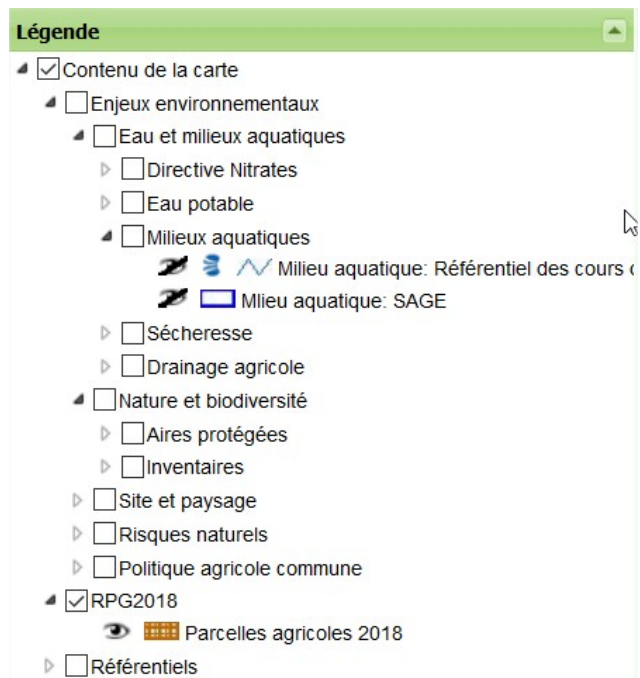 Légende
Contenu de la carte
Enjeux environnementaux
Eau et milieux aquatiques
Directive Nitrates
Eau potable
Milieux aquatiques
Milieu aquatique: Référentiel des cours
Mlieu aquatique: SAGE
Sécheresse
Drainage agricole
Nature et biodiversité
Aires protégées
Inventaires
Site et paysage
Risques naturels
Politique agricole commune
RPG2018
Parcelles agricoles 2018
Référentiels